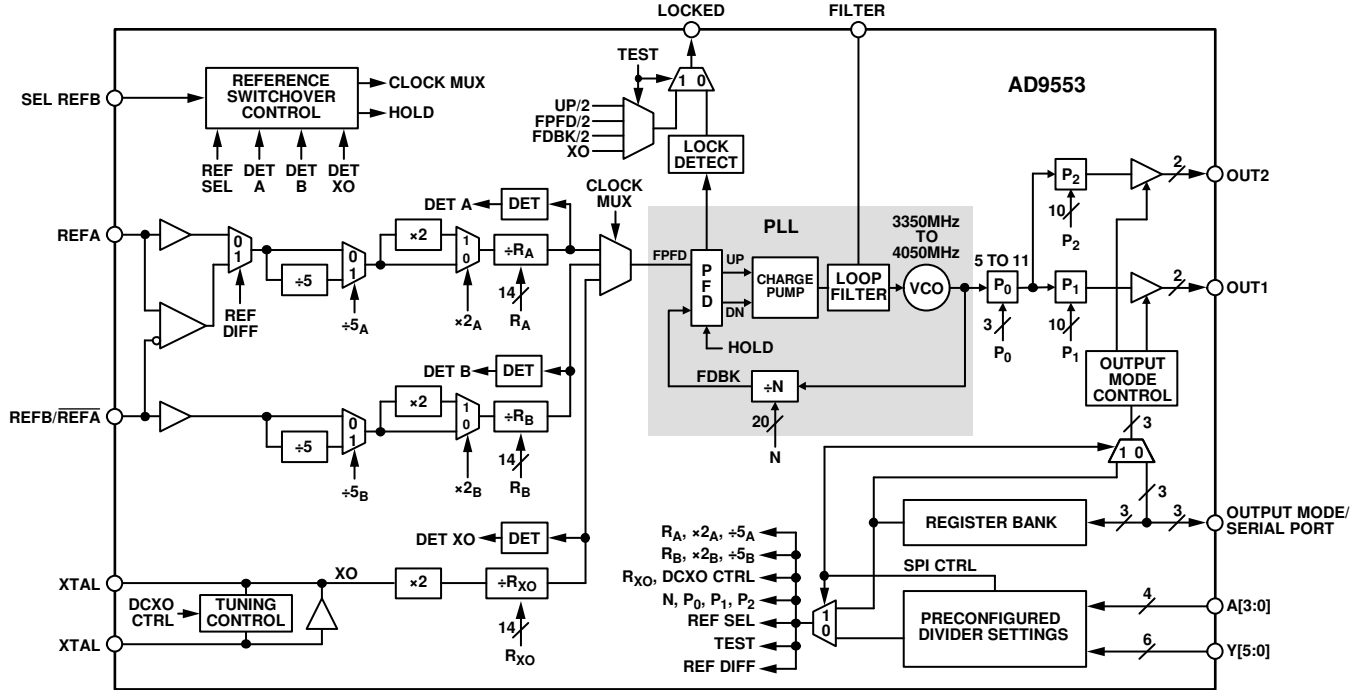 LOCKED
FILTER
TEST
1 0
AD9553
SEL REFB
REFERENCE
SWITCHOVER
CONTROL
CLOCK MUX
HOLD
REF
SEL
DET
A
DET
B
DET
XO
UP/2
FPFD/2
FDBK/2
XO
LOCK
DETECT
CLOCK
MUX
DET A
DET
REFA
0
1
÷5
0
1
×2
1
0
÷RA
REF
DIFF
÷5A
×2A
14
RA
PLL
FPFD
P
F
D
UP
DN
CHARGE
PUMP
LOOP
FILTER
3350MHz
TO
4050MHz
VCO
HOLD
FDBK
÷N
20
N
5 TO 11
P0
3
P0
P2
10
P2
2
OUT2
P1
10
P1
2
OUT1
OUTPUT
MODE
CONTROL
3
1 0
3
DET B
DET
REFB/REFA
÷5
0
1
×2
1
0
÷RB
÷5B
×2B
14
RB
REGISTER BANK
3
3
OUTPUT MODE/
SERIAL PORT
DET XO
DET
XTAL
XO
×2
÷RXO
14
RXO
DCXO
CTRL
TUNING
CONTROL
XTAL
RA, ×2A, ÷5A
RB, ×2B, ÷5B
RXO, DCXO CTRL
N, P0, P1, P2
REF SEL
TEST
REF DIFF
1
0
SPI CTRL
PRECONFIGURED
DIVIDER SETTINGS
4
A[3:0]
6
Y[5:0]